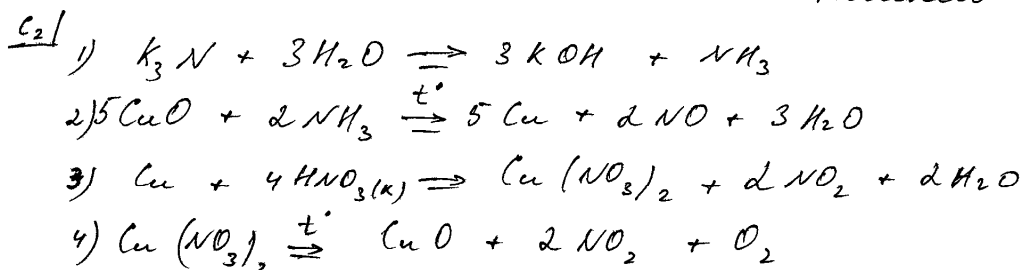 C2
1) K₃N + 3H₂O ⇒ 3KOH + NH₃
2) 5CuO + 2NH₃ t° ⇒ 5Cu + 2NO + 3H₂O
3) Cu + 4HNO₃(к) ⇒ Cu(NO₃)₂ + 2NO₂ + 2H₂O
4) Cu(NO₃)₂ t° ⇒ CuO + 2NO₂ + O₂